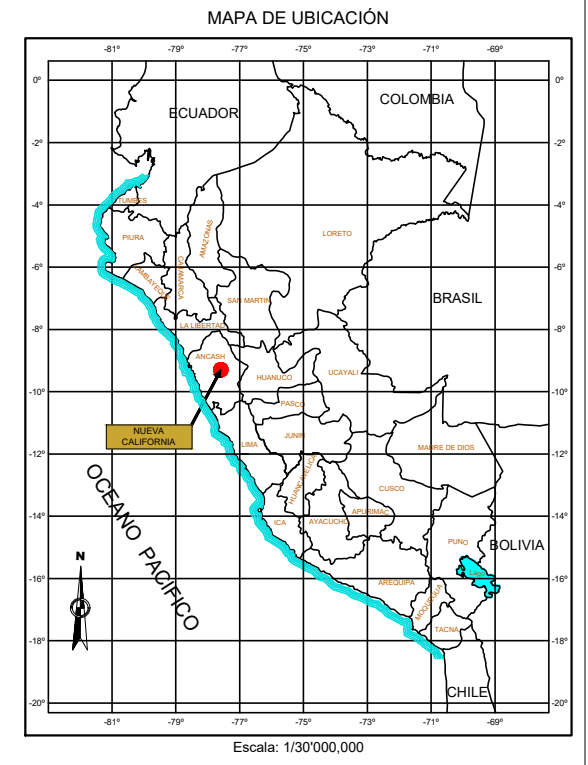 MAPA DE UBICACIÓN
-81° -79° -77° -75° -73° -71° -69°
0° 0°
COLOMBIA
ECUADOR
-2° -2°
TUMBES
-4° -4°
PIURA
AMAZONAS
LORETO
-6° -6°
LAMBAYEQUE
CAJAMARCA
SAN MARTIN
BRASIL
LA LIBERTAD
-8° -8°
ANCASH
HUANUCO
UCAYALI
-10° -10°
PASCO
NUEVA
CALIFORNIA
LIMA
JUNIN
MADRE DE DIOS
-12° -12°
HUANCAVELICA
CUSCO
OCEANO PACIFICO
-14° -14°
ICA
AYACUCHO
APURIMAC
PUNO
BOLIVIA
N
Lago
-16° -16°
AREQUIPA
MOQUEGUA
TACNA
-18° -18°
CHILE
-20° -20°
-81° -79° -77° -75° -73° -71° -69°
Escala: 1/30'000,000